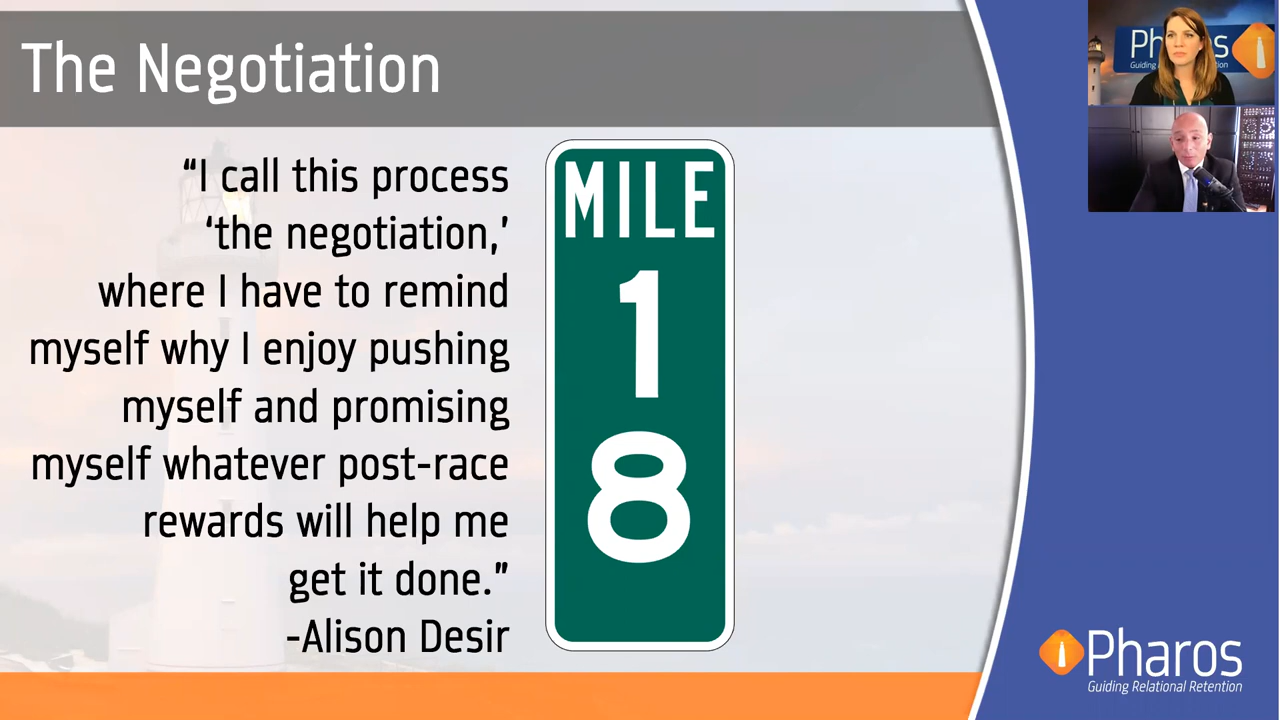 The Negotiation
“I call this process
‘the negotiation,’
where I have to remind
myself why I enjoy pushing
myself and promising
myself whatever post-race
rewards will help me
get it done.”
-Alison Desir
MILE
1
8
Pharos
Guiding Relational Retention